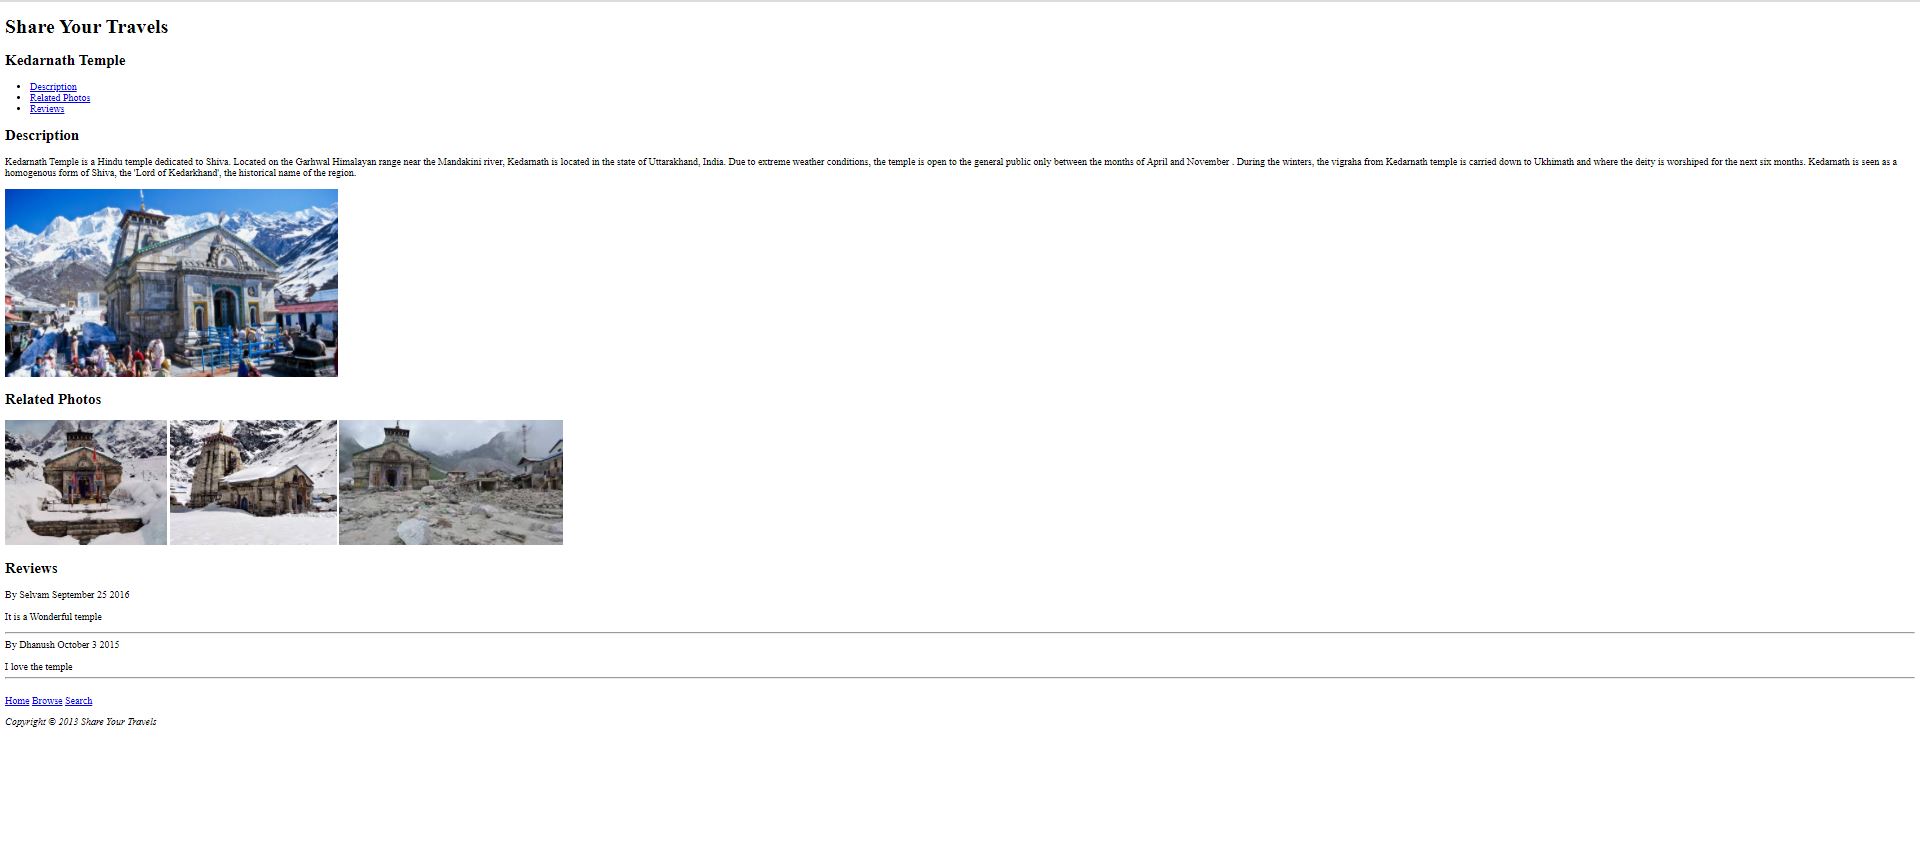 Share Your Travels
Kedarnath Temple
Description
Related Photos
Reviews
Description
Kedarnath Temple is a Hindu temple dedicated to Shiva. Located on the Garhwal Himalayan range near the Mandakini river, Kedarnath is located in the state of Uttarakhand, India. Due to extreme weather conditions, the temple is open to the general public only between the months of April and November . During the winters, the vigraha from Kedarnath temple is carried down to Ukhimath and where the deity is worshiped for the next six months. Kedarnath is seen as a
homogenous form of Shiva, the 'Lord of Kedarkhand', the historical name of the region.
Related Photos
Reviews
By Selvam September 25 2016
It is a Wonderful temple
By Dhanush October 3 2015
I love the temple
Home Browse Search
Copyright © 2013 Share Your Travels